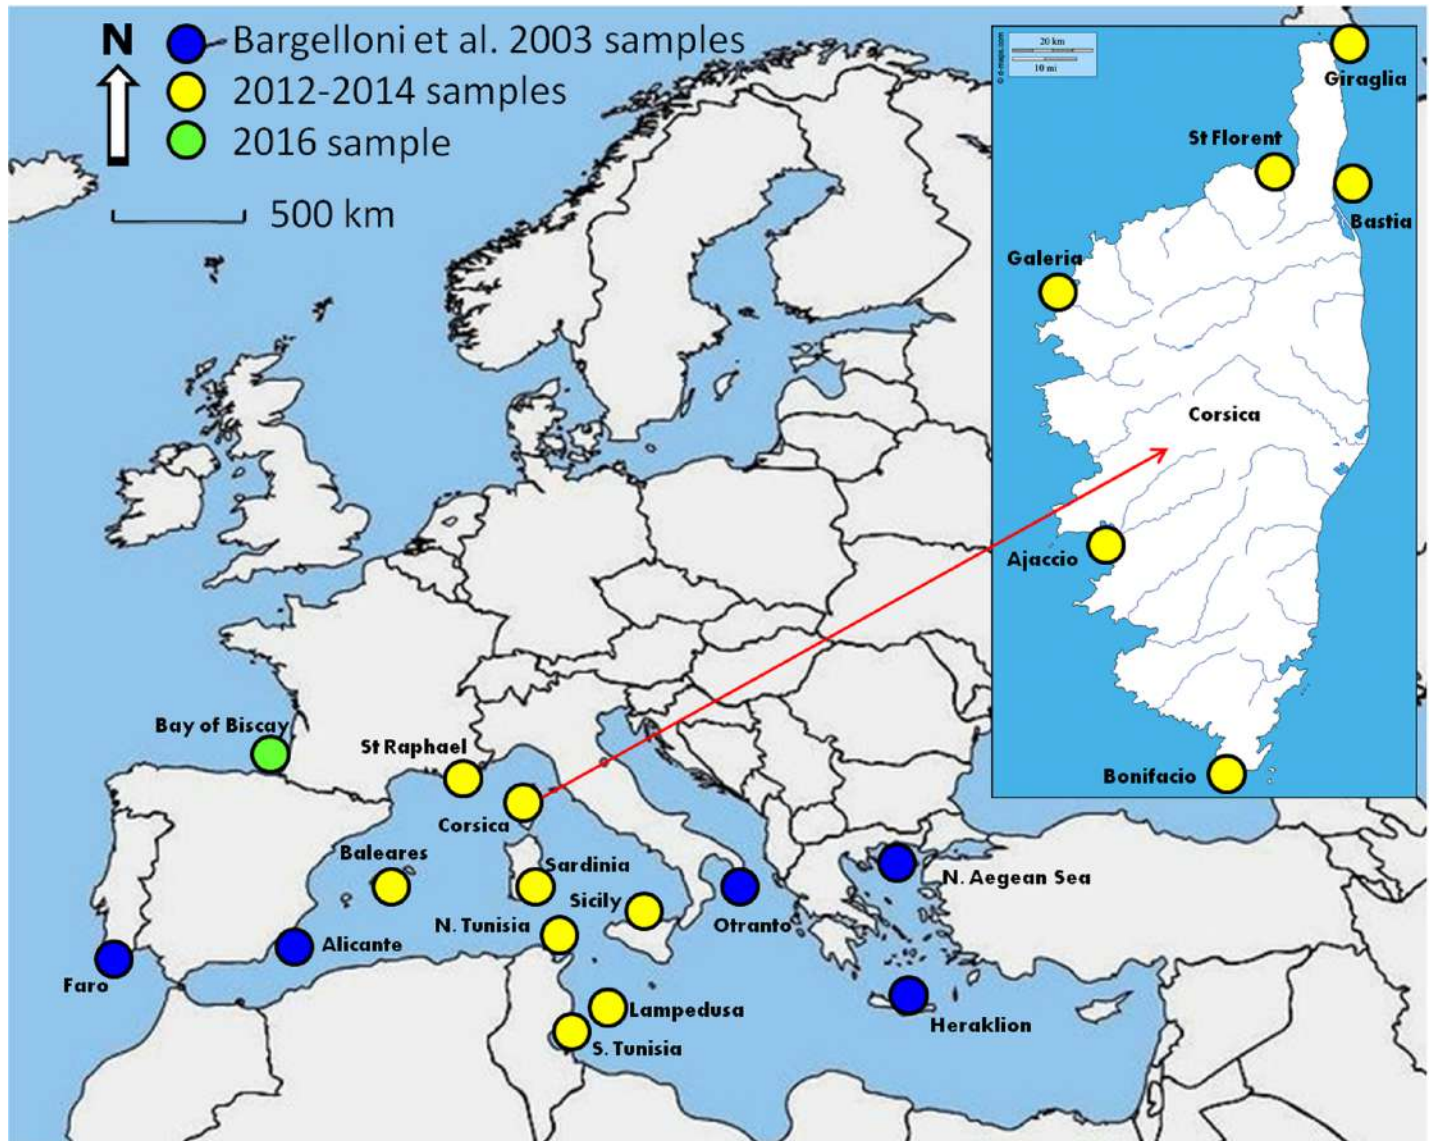 N
Bargelloni et al. 2003 samples
2012-2014 samples
2016 sample
500 km
© d-maps.com
20 km
10 mi
Giraglia
St Florent
Bastia
Galeria
Corsica
Ajaccio
Bonifacio
Bay of Biscay
St Raphael
Corsica
Baleares
Sardinia
Sicily
N. Aegean Sea
N. Tunisia
Otranto
Alicante
Faro
Lampedusa
Heraklion
S. Tunisia